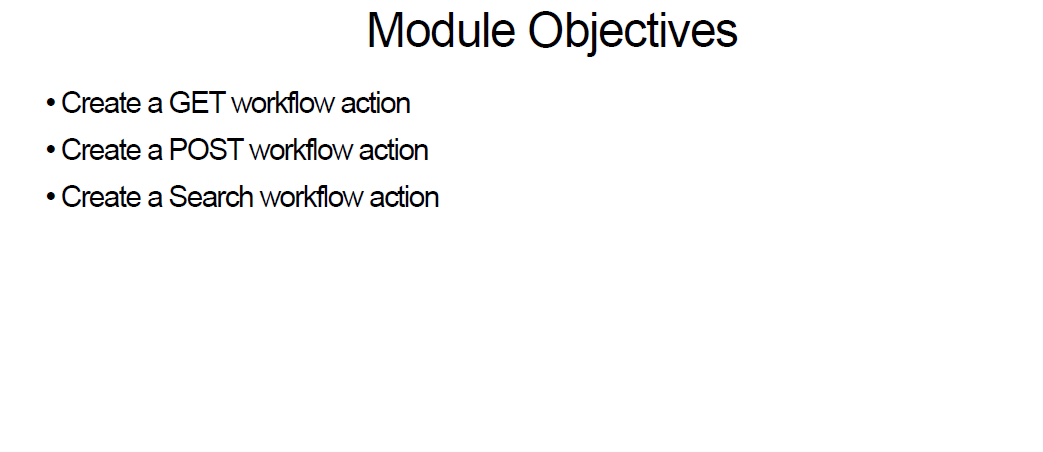 Module Objectives
• Create a GET workflow action
• Create a POST workflow action
• Create a Search workflow action